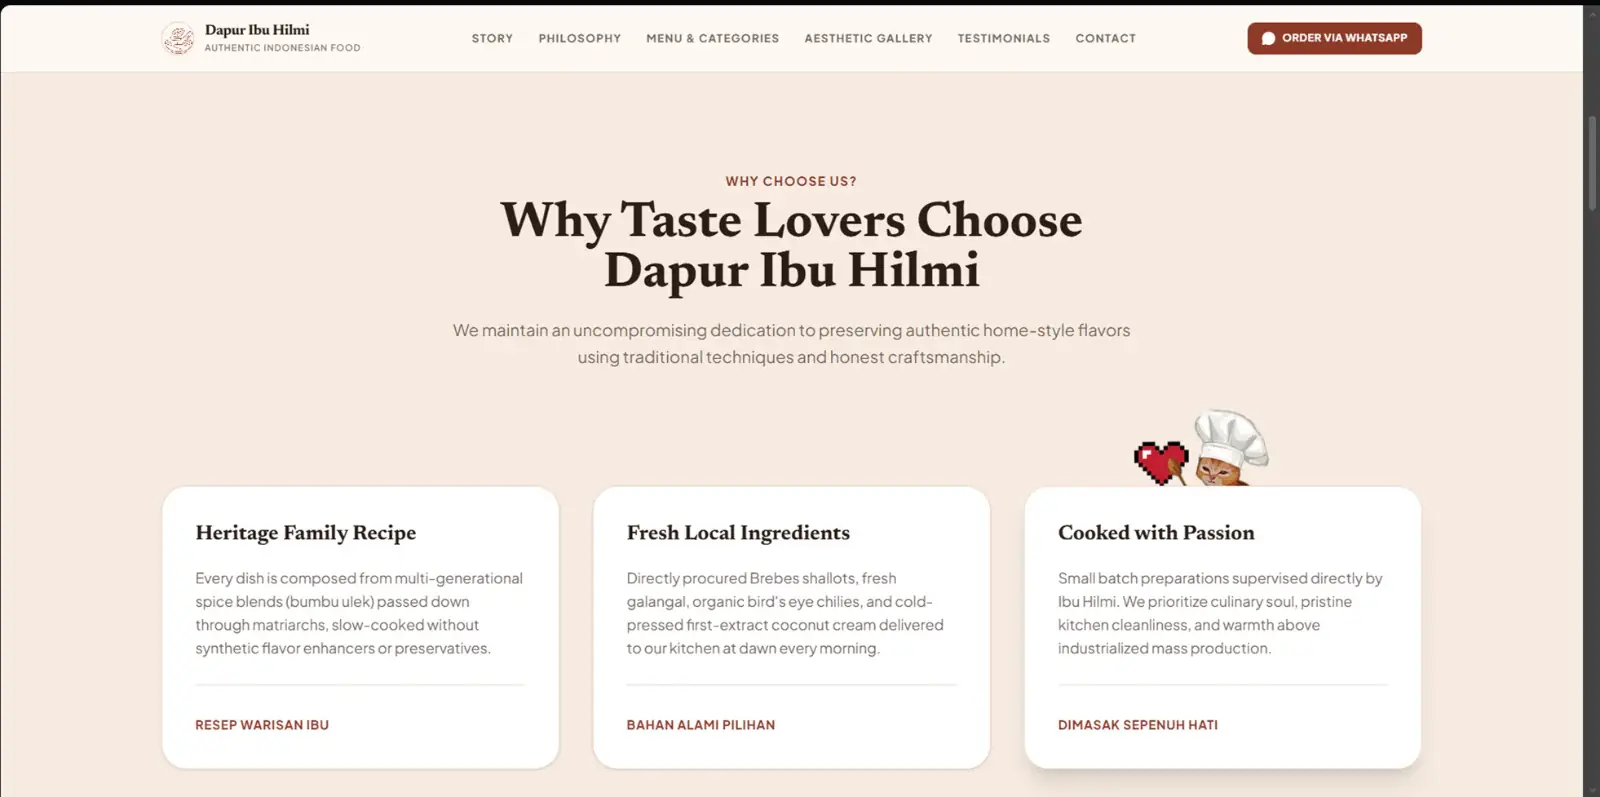 Dapur Ibu Hilmi
AUTHENTIC INDONESIAN FOOD
STORY
PHILOSOPHY
MENU & CATEGORIES
AESTHETIC GALLERY
TESTIMONIALS
CONTACT
ORDER VIA WHATSAPP
WHY CHOOSE US?
Why Taste Lovers Choose
Dapur Ibu Hilmi
We maintain an uncompromising dedication to preserving authentic home-style flavors
using traditional techniques and honest craftsmanship.
Heritage Family Recipe
Every dish is composed from multi-generational
spice blends (bumbu ulek) passed down
through matriarchs, slow-cooked without
synthetic flavor enhancers or preservatives.
RESEP WARISAN IBU
Fresh Local Ingredients
Directly procured Brebes shallots, fresh
galangal, organic bird's eye chilies, and cold-
pressed first-extract coconut cream delivered
to our kitchen at dawn every morning.
BAHAN ALAMI PILIHAN
Cooked with Passion
Small batch preparations supervised directly by
Ibu Hilmi. We prioritize culinary soul, pristine
kitchen cleanliness, and warmth above
industrialized mass production.
DIMASAK SEPENUH HATI